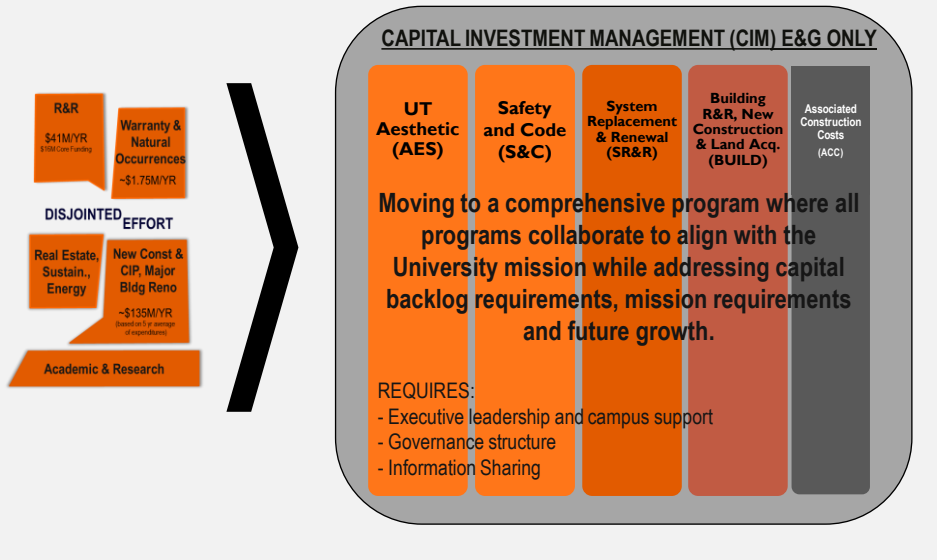 CAPITAL INVESTMENT MANAGEMENT (CIM) E&G ONLY
R&R
$41M/YR
$16M Core Funding
Warranty &
Natural
Occurrences
~$1.75M/YR
DISJOINTED
EFFORT
Real Estate,
Sustain.,
Energy
New Const &
CIP, Major
Bldg Reno
~$135M/YR
(based on 5 yr average
of expenditures)
Academic & Research
UT
Aesthetic
(AES)
Safety
and Code
(S&C)
System
Replacement
& Renewal
(SR&R)
Building
R&R, New
Construction
& Land Acq.
(BUILD)
Associated
Construction
Costs
(ACC)
Moving to a comprehensive program where all
programs collaborate to align with the
University mission while addressing capital
backlog requirements, mission requirements
and future growth.
REQUIRES:
- Executive leadership and campus support
- Governance structure
- Information Sharing